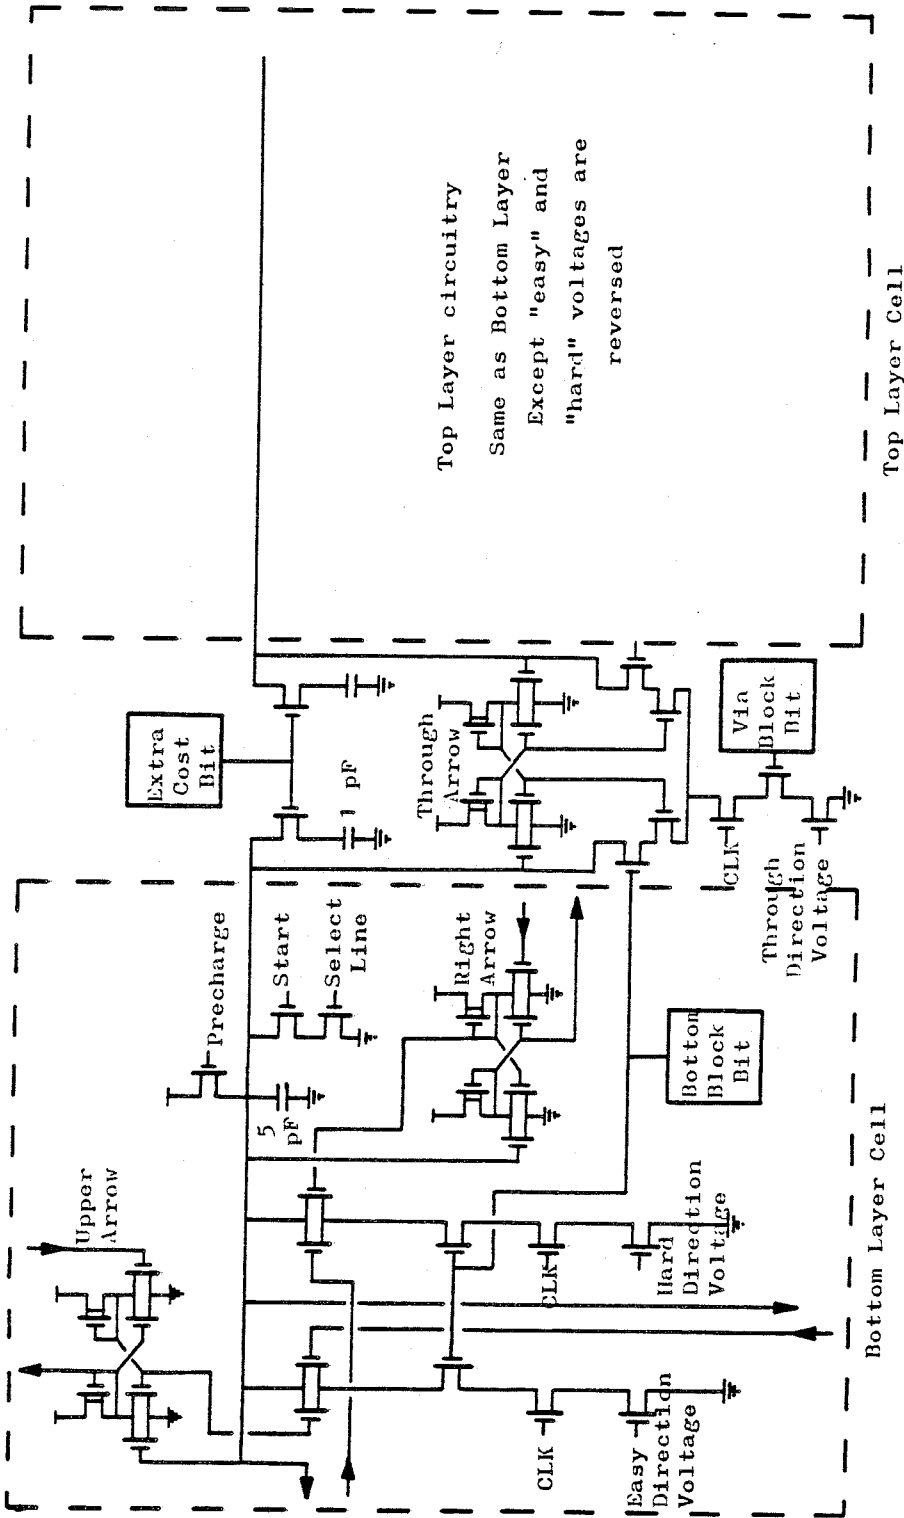 Upper
Arrow
Precharge
5
pF
Start
Select
Line
Right
Arrow
Bottom
Block
Bit
CLK
Hard
Direction
Voltage
CLK
Easy
Direction
Voltage
Bottom Layer Cell
Extra
Cost
Bit
1
pF
Through
Arrow
Via
Block
Bit
CLK
Through
Direction
Voltage
Top Layer circuitry
Same as Bottom Layer
Except "easy" and
"hard" voltages are
reversed
Top Layer Cell